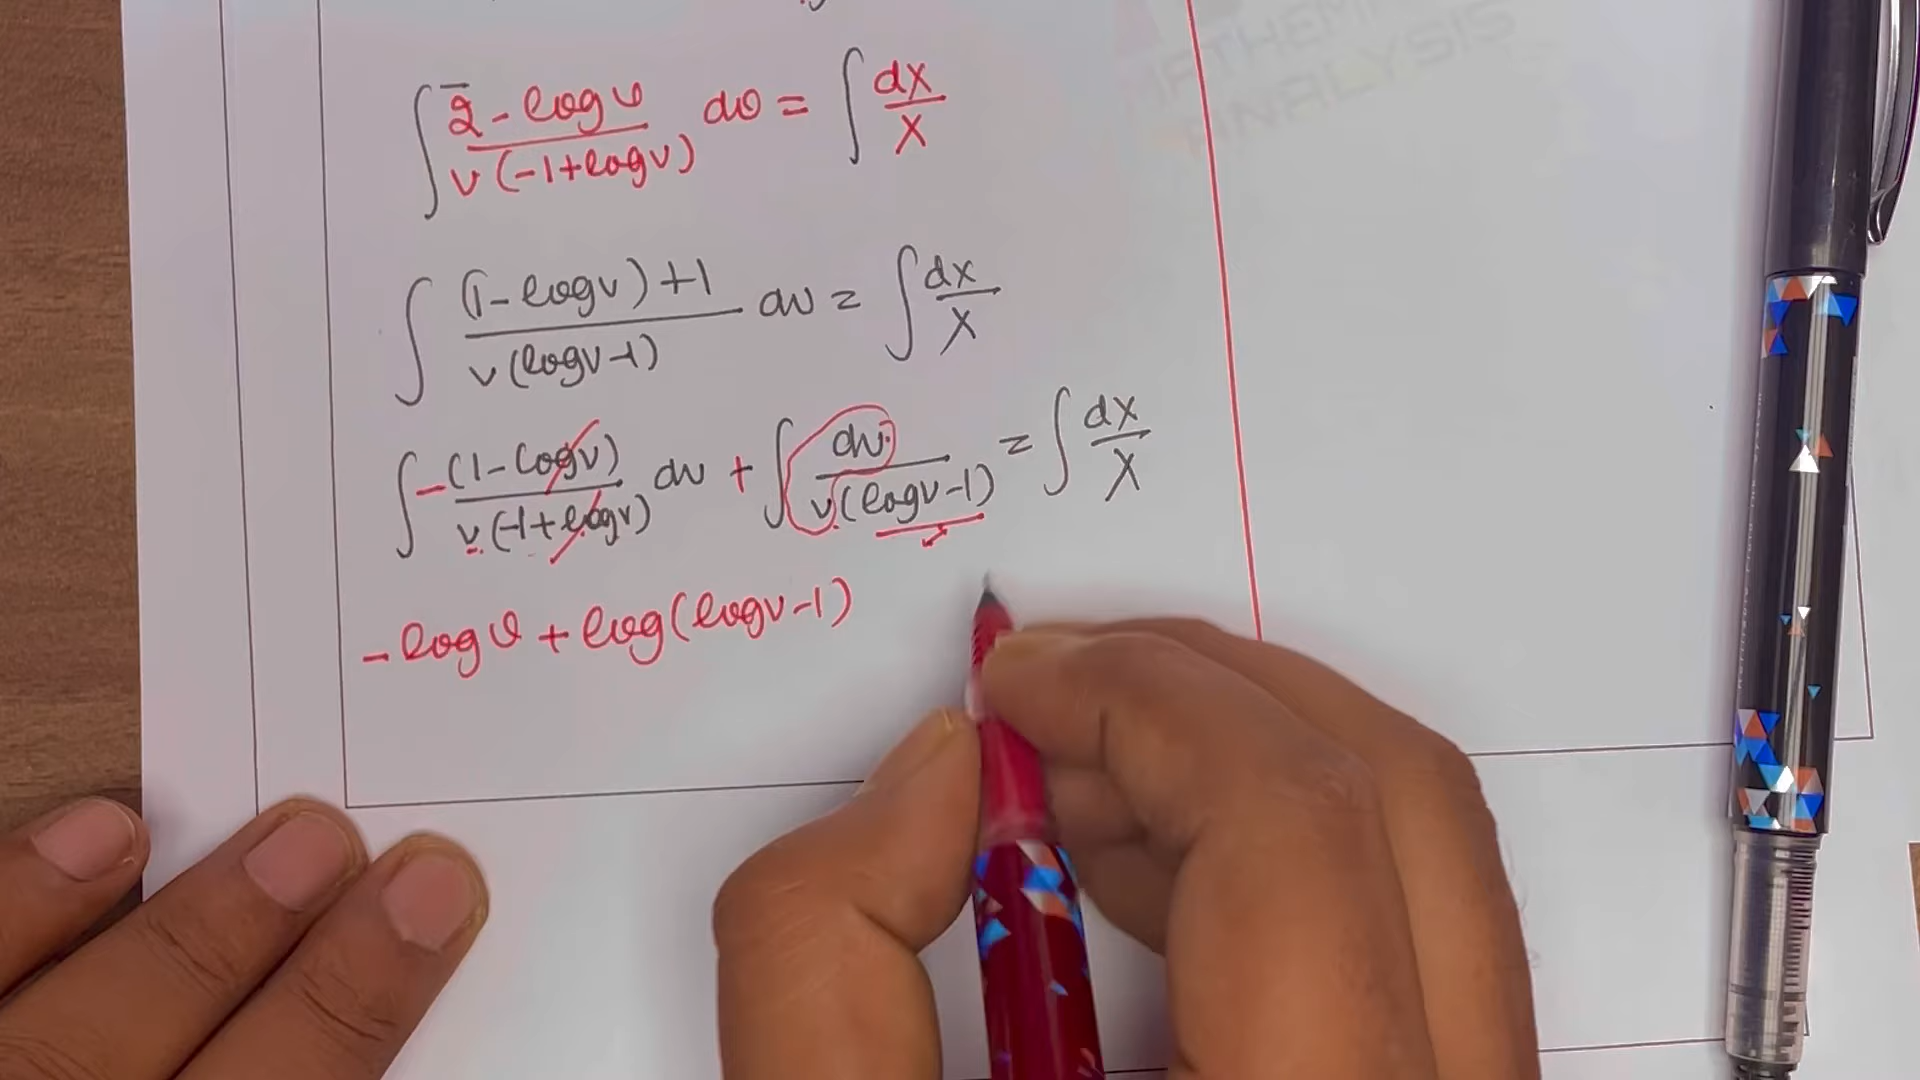 ∫ 2 - log v / v(-1+log v) dv = ∫ dx/x
∫ (1 - log v) + 1 / v(log v - 1) dv = ∫ dx/x
∫ -(1 - log v) / v(-1 + log v) dv + ∫ dv / v(log v - 1) = ∫ dx/x
- log v + log(log v - 1)
ANALYSIS